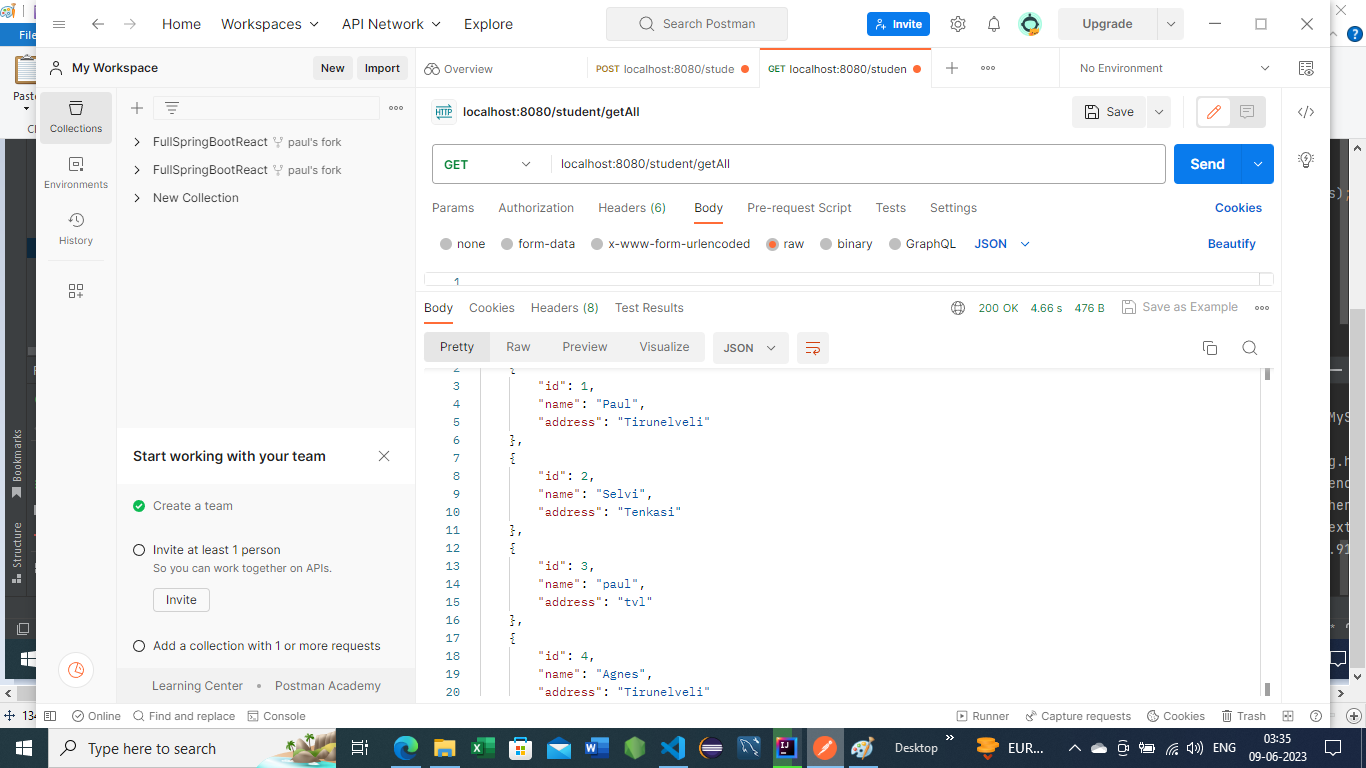 File
Home Workspaces API Network Explore Search Postman Invite Upgrade
My Workspace New Import Overview POST localhost:8080/stude GET localhost:8080/studen No Environment
Paste
Collections
Environments
History
FullSpringBootReact paul's fork
FullSpringBootReact paul's fork
New Collection
HTTP localhost:8080/student/getAll Save
GET localhost:8080/student/getAll Send
Params Authorization Headers (6) Body Pre-request Script Tests Settings Cookies
none form-data x-www-form-urlencoded raw binary GraphQL JSON Beautify
1
Body Cookies Headers (8) Test Results 200 OK 4.66 s 476 B Save as Example
Pretty Raw Preview Visualize JSON
2 {
3 "id": 1,
4 "name": "Paul",
5 "address": "Tirunelveli"
6 },
7 {
8 "id": 2,
9 "name": "Selvi",
10 "address": "Tenkasi"
11 },
12 {
13 "id": 3,
14 "name": "paul",
15 "address": "tvl"
16 },
17 {
18 "id": 4,
19 "name": "Agnes",
20 "address": "Tirunelveli"
Start working with your team
Create a team
Invite at least 1 person
So you can work together on APIs.
Invite
Add a collection with 1 or more requests
Learning Center • Postman Academy
Bookmarks
Structure
Online Find and replace Console Runner Capture requests Cookies Trash
Type here to search Desktop EUR... ENG 03:35
09-06-2023